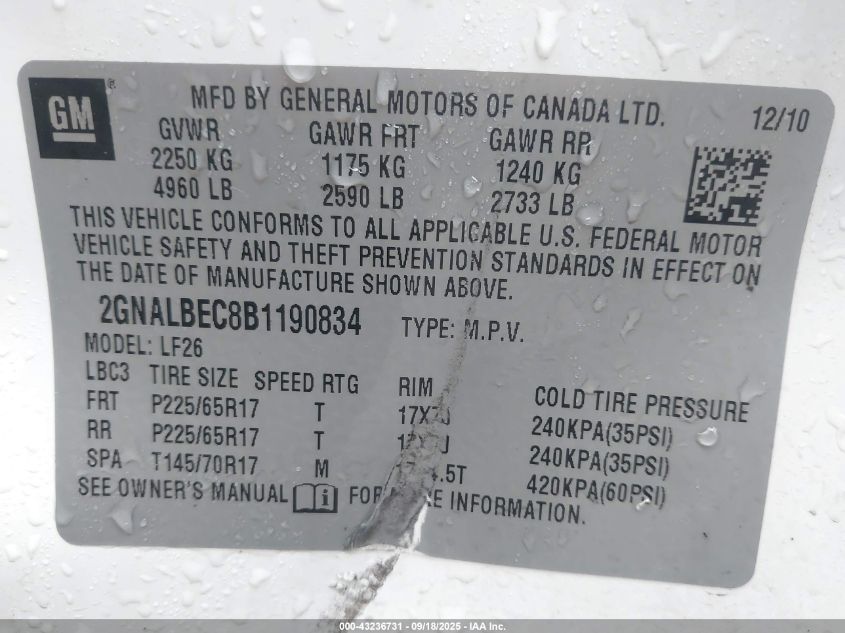 GM ®
MFD BY GENERAL MOTORS OF CANADA LTD. 12/10
GVWR GAWR FRT GAWR RR
2250 KG 1175 KG 1240 KG
4960 LB 2590 LB 2733 LB
THIS VEHICLE CONFORMS TO ALL APPLICABLE U.S. FEDERAL MOTOR
VEHICLE SAFETY AND THEFT PREVENTION STANDARDS IN EFFECT ON
THE DATE OF MANUFACTURE SHOWN ABOVE.
2GNALBEC8B1190834 TYPE: M.P.V.
MODEL: LF26
LBC3 TIRE SIZE SPEED RTG RIM COLD TIRE PRESSURE
FRT P225/65R17 T 17X7J 240KPA(35PSI)
RR P225/65R17 T 240KPA(35PSI)
SPA T145/70R17 M .5T 420KPA(60PSI)
SEE OWNER'S MANUAL FOR INFORMATION.
000-43236731 - 09/18/2025 - IAA Inc.